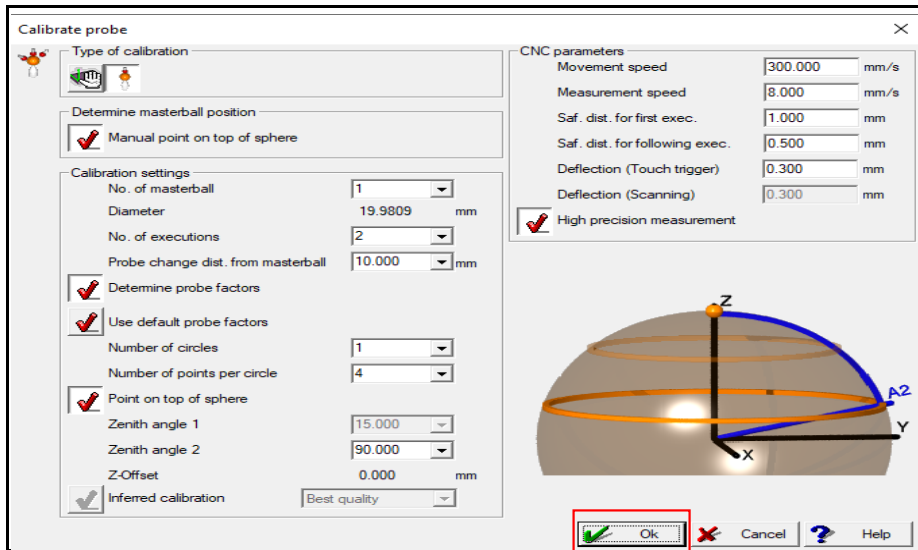 Calibrate probe
Type of calibration
Determine masterball position
Manual point on top of sphere
Calibration settings
No. of masterball 1
Diameter 19.9809 mm
No. of executions 2
Probe change dist. from masterball 10.000 mm
Determine probe factors
Use default probe factors
Number of circles 1
Number of points per circle 4
Point on top of sphere
Zenith angle 1 15.000
Zenith angle 2 90.000
Z-Offset 0.000 mm
Inferred calibration Best quality
CNC parameters
Movement speed 300.000 mm/s
Measurement speed 8.000 mm/s
Saf. dist. for first exec. 1.000 mm
Saf. dist. for following exec. 0.500 mm
Deflection (Touch trigger) 0.300 mm
Deflection (Scanning) 0.300 mm
High precision measurement
Z
A2
Y
X
Ok Cancel Help